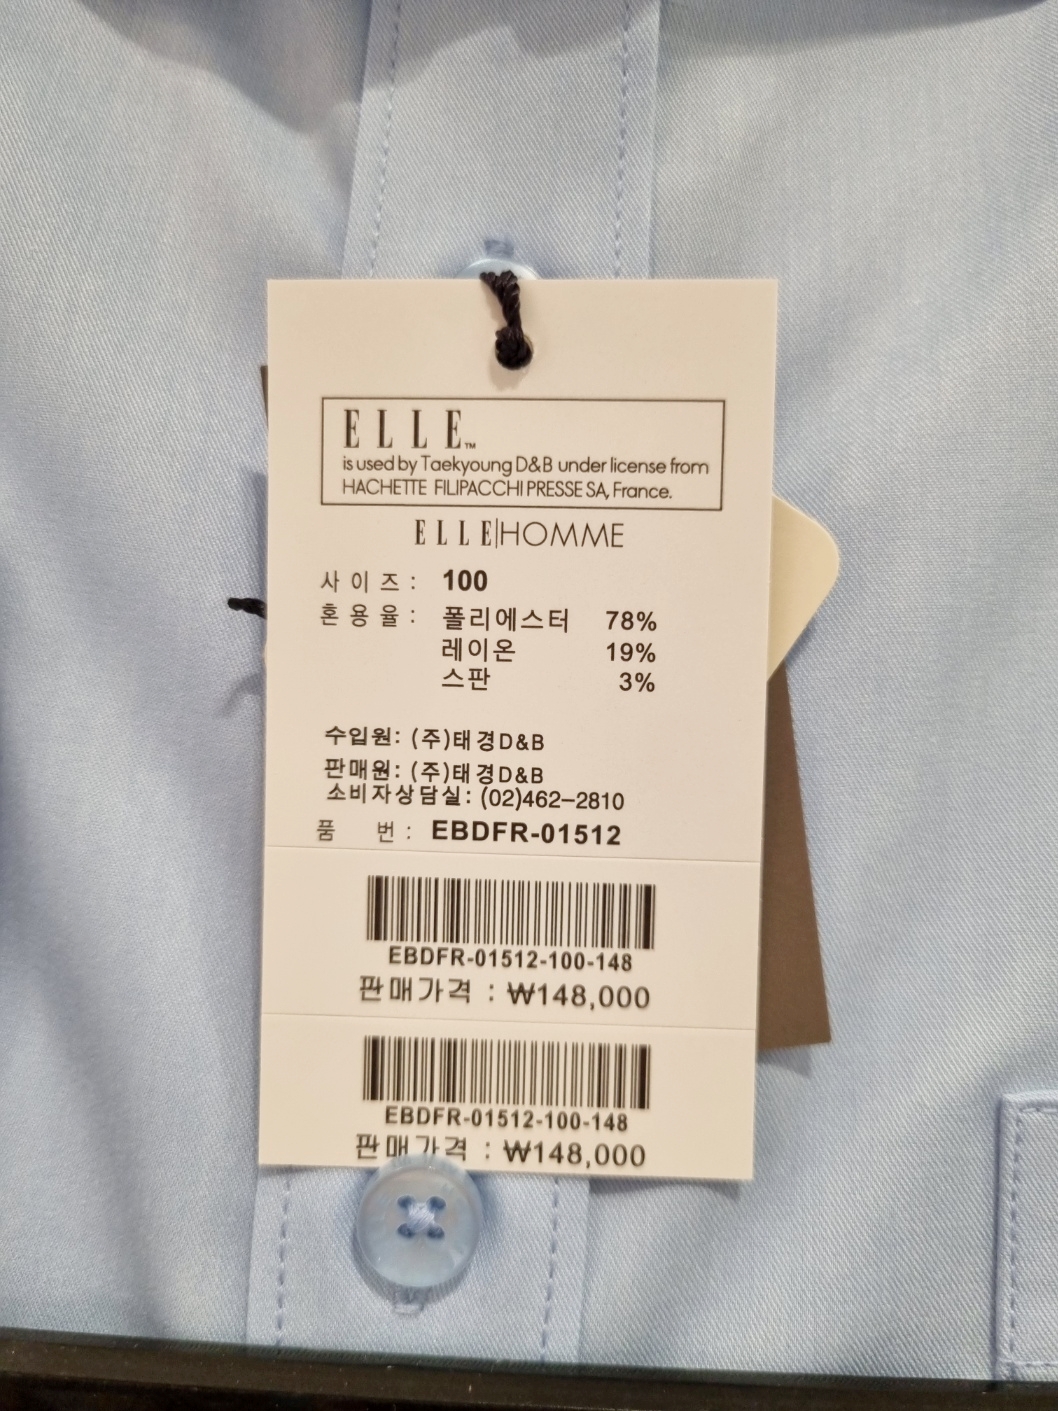 ELLE™
is used by Taekyoung D&B under license from
HACHETTE FILIPACCHI PRESSE SA, France.
ELLE|HOMME
사이즈: 100
혼용율: 폴리에스터 78%
레이온 19%
스판 3%
수입원: (주)태경D&B
판매원: (주)태경D&B
소비자상담실: (02)462-2810
품 번: EBDFR-01512
EBDFR-01512-100-148
판매가격 : ₩148,000
EBDFR-01512-100-148
판매가격 : ₩148,000